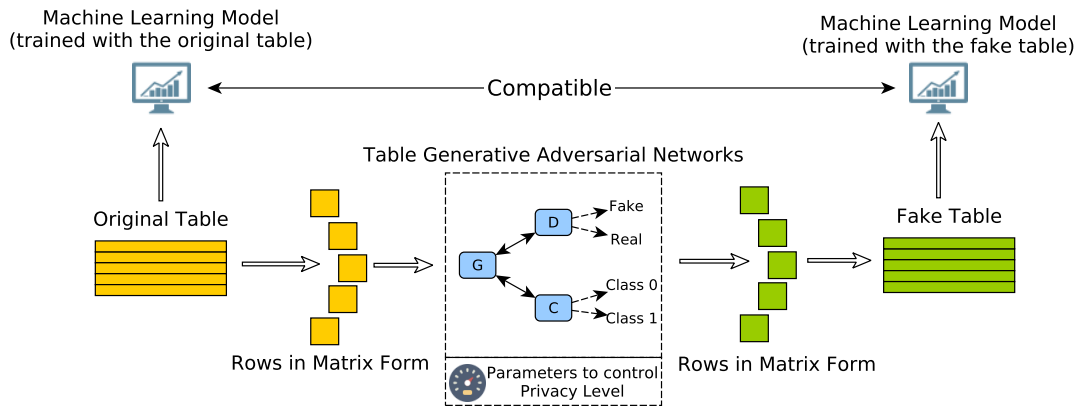 Machine Learning Model
(trained with the original table)
Machine Learning Model
(trained with the fake table)
Compatible
Table Generative Adversarial Networks
Original Table
Fake Table
D
Fake
Real
G
C
Class 0
Class 1
Rows in Matrix Form
Rows in Matrix Form
Parameters to control
Privacy Level